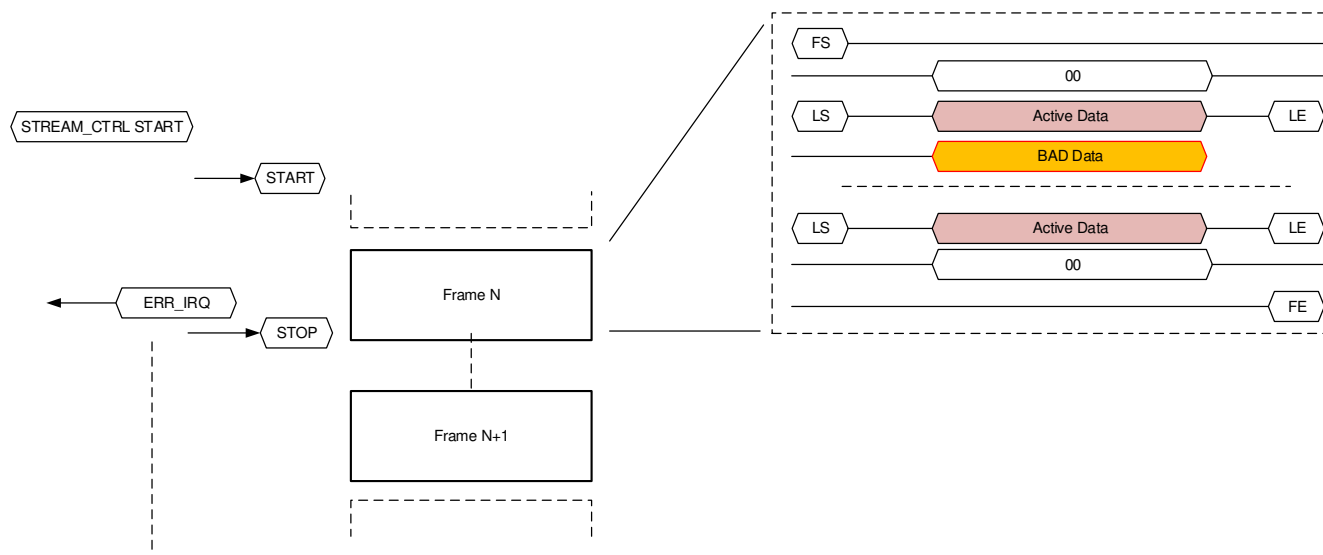 STREAM_CTRL START
START
ERR_IRQ
STOP
Frame N
Frame N+1
FS
00
LS Active Data LE
BAD Data
LS Active Data LE
00
FE